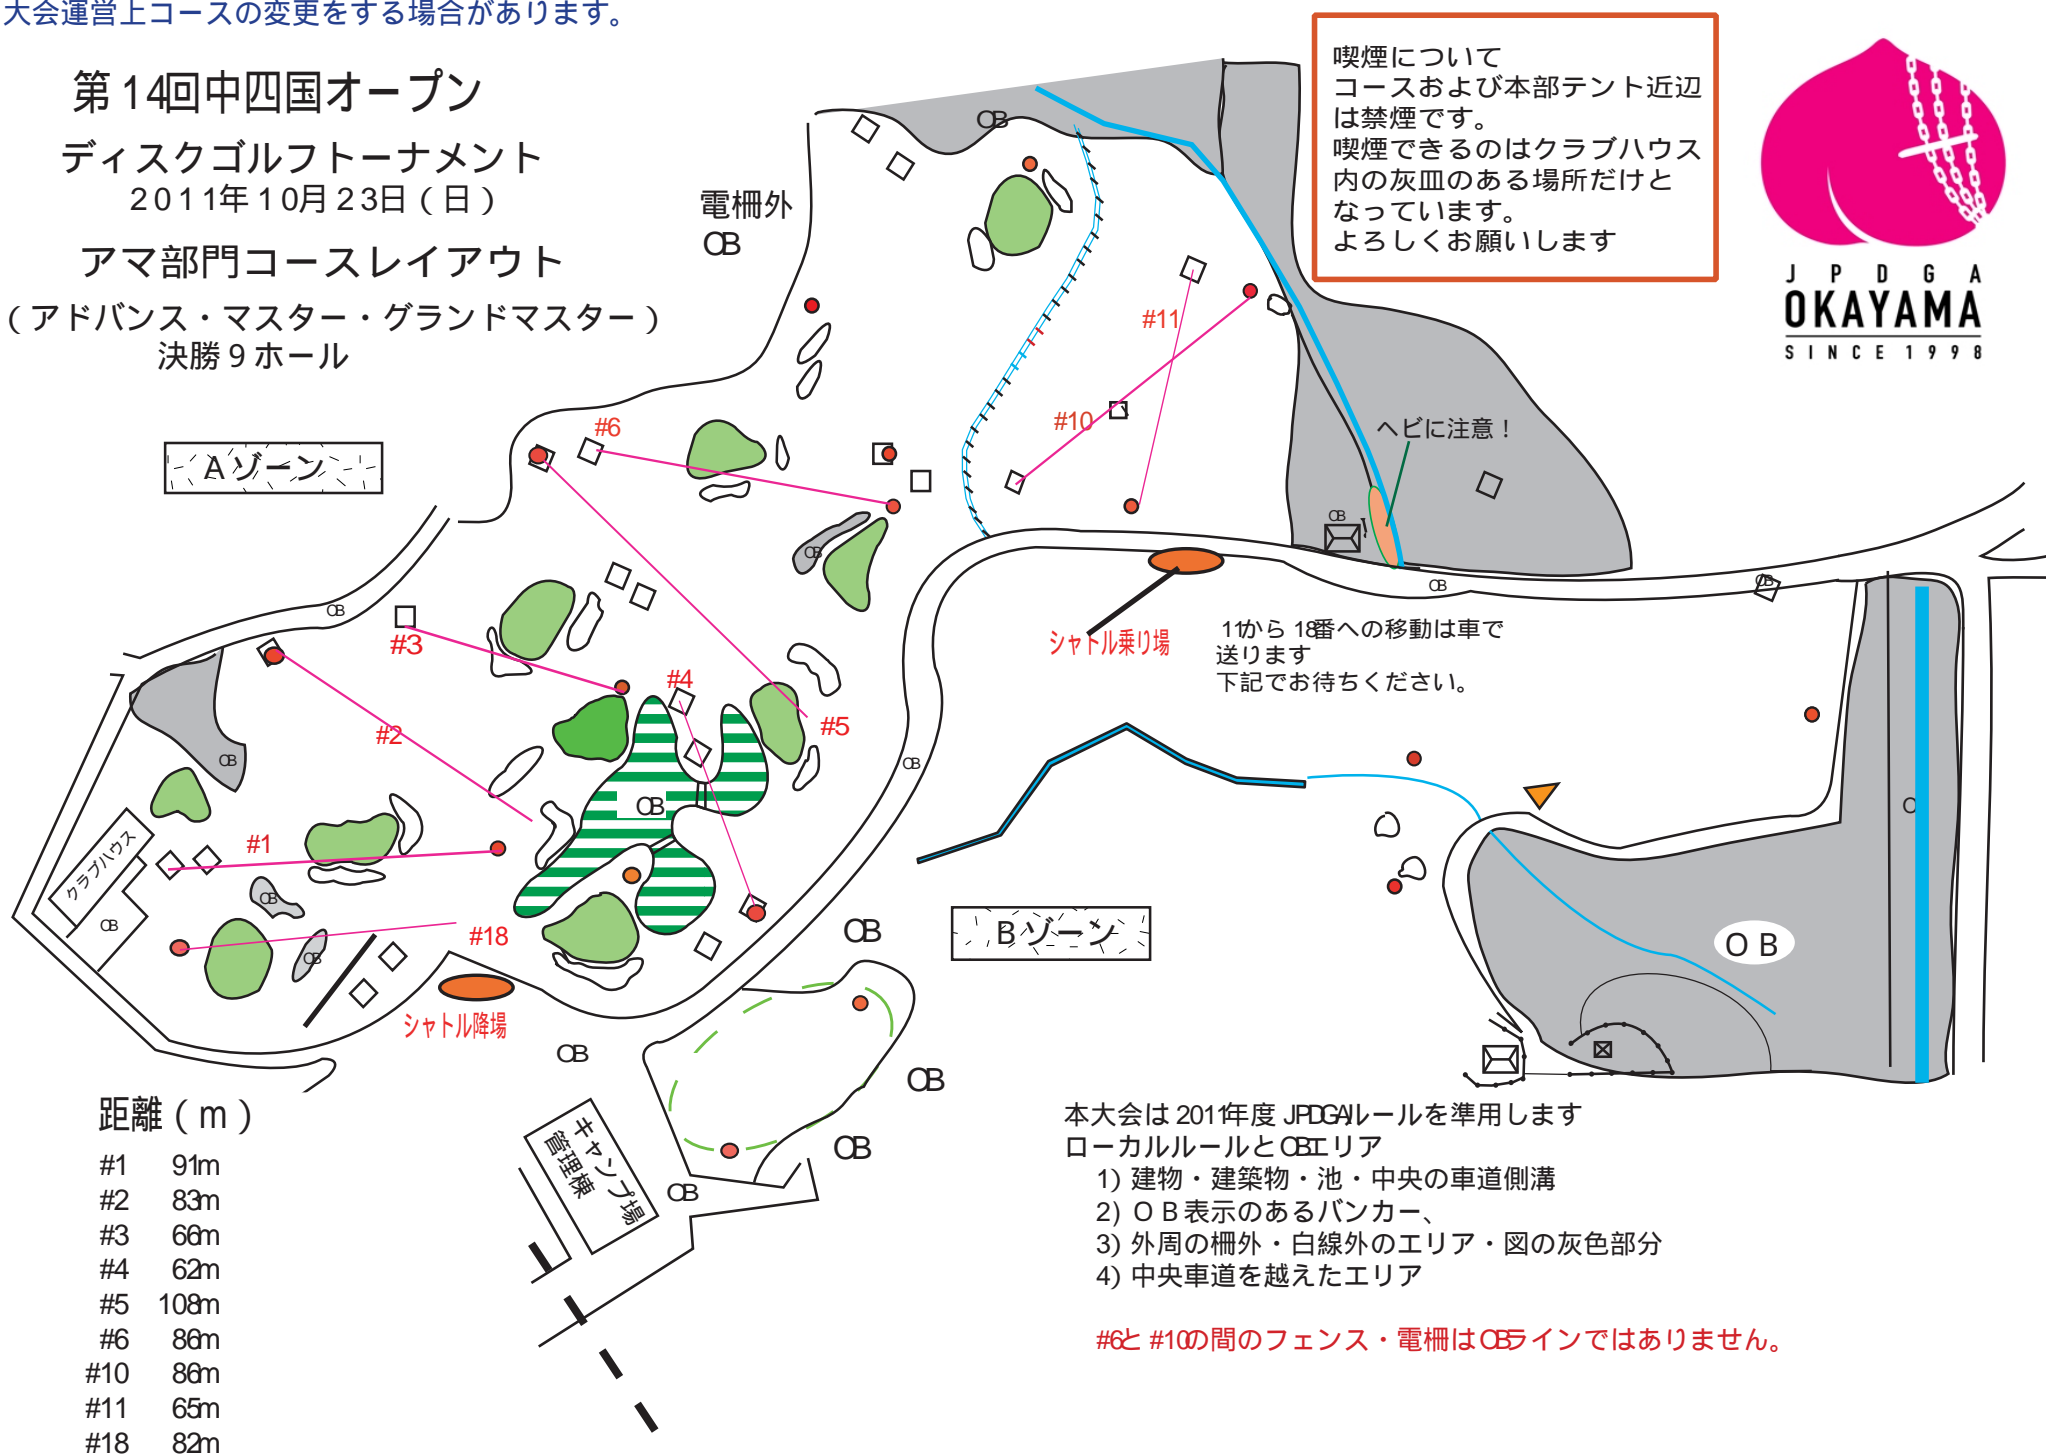 大会運営上コースの変更をする場合があります。
第14回中四国オープン
ディスクゴルフトーナメント
2011年10月23日（日）
アマ部門コースレイアウト
（アドバンス・マスター・グランドマスター）
決勝9ホール
喫煙について
コースおよび本部テント近辺
は禁煙です。
喫煙できるのはクラブハウス
内の灰皿のある場所だけと
なっています。
よろしくお願いします
JPDGA
OKAYAMA
SINCE 1998
電柵外
OB
OB
#11
#10
#6
ヘビに注意！
Aゾーン
OB
OB
OB
OB
OB
#3
シャトル乗り場
11から18番への移動は車で
送ります
下記でお待ちください。
#4
#5
#2
OB
OB
OB
O
#1
クラブハウス
OB
OB
OB
#18
OB
Bゾーン
OB
シャトル降場
OB
OB
OB
OB
キャンプ場
管理棟
距離（m）
#1 91m
#2 83m
#3 66m
#4 62m
#5 108m
#6 86m
#10 86m
#11 65m
#18 82m
本大会は2011年度JPDGAルールを準用します
ローカルルールとOBエリア
1) 建物・建築物・池・中央の車道側溝
2) OB表示のあるバンカー、
3) 外周の柵外・白線外のエリア・図の灰色部分
4) 中央車道を越えたエリア
#6と#10の間のフェンス・電柵はOBラインではありません。